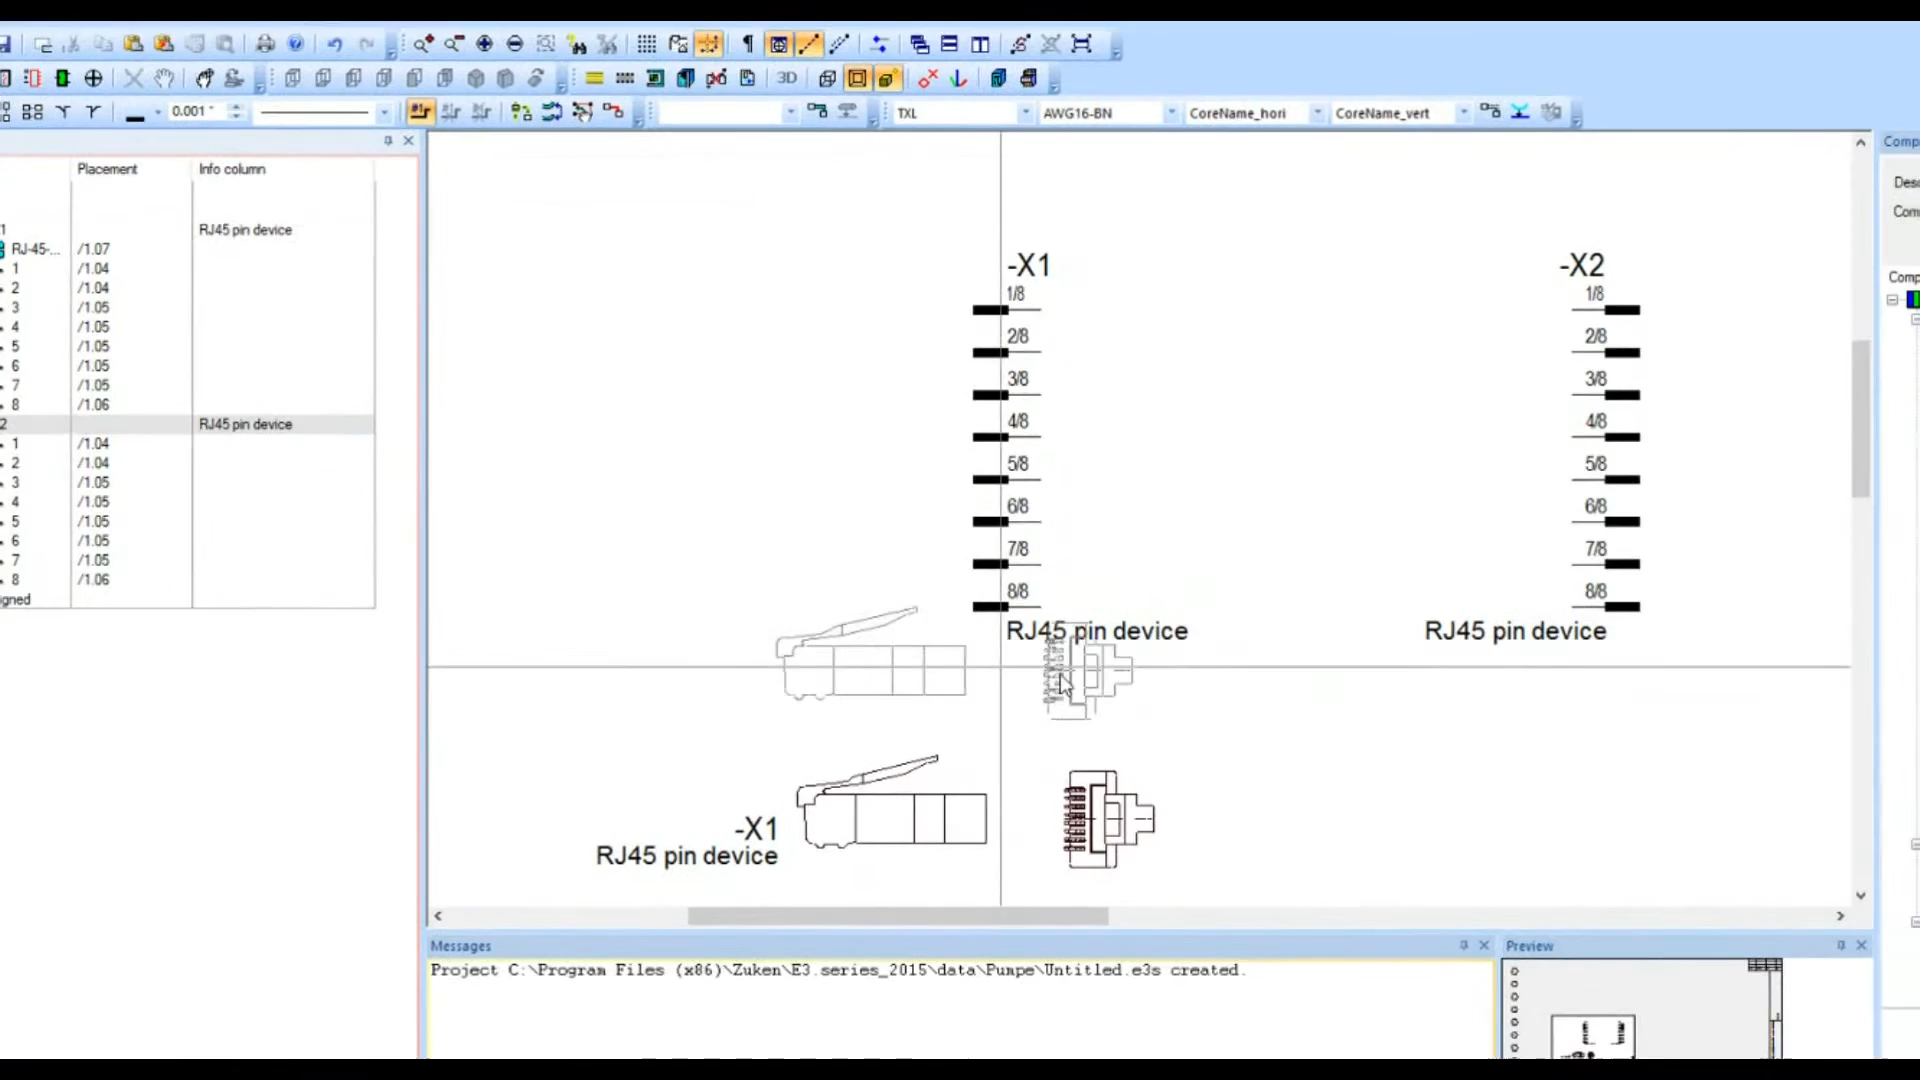 3D
0.001 "
TXL
AWG16-BN
CoreName_hori
CoreName_vert
Placement
Info column
1
RJ45 pin device
RJ-45-...
/1.07
1 /1.04
2 /1.04
3 /1.05
4 /1.05
5 /1.05
6 /1.05
7 /1.05
8 /1.06
2 RJ45 pin device
1 /1.04
2 /1.04
3 /1.05
4 /1.05
5 /1.05
6 /1.05
7 /1.05
8 /1.06
igned
-X1
1/8
2/8
3/8
4/8
5/8
6/8
7/8
8/8
RJ45 pin device
-X2
1/8
2/8
3/8
4/8
5/8
6/8
7/8
8/8
RJ45 pin device
-X1
RJ45 pin device
Comp
Desc
Com
Comp
Messages
Project C:\Program Files (x86)\Zuken\E3.series_2015\data\Pumpe\Untitled.e3s created.
Preview